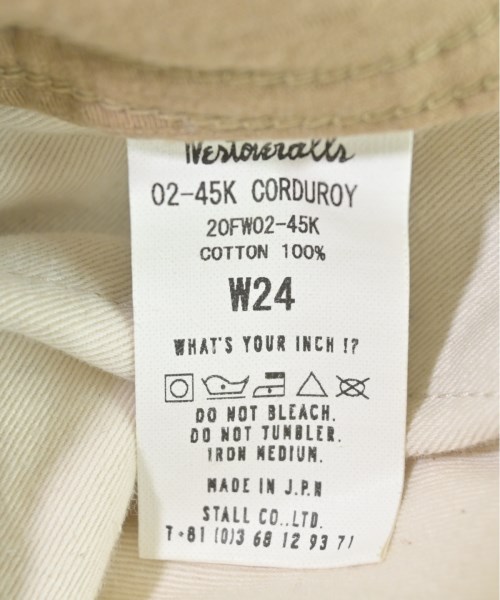 Westoveralls
02-45K CORDUROY
20FW02-45K
COTTON 100%
W24
WHAT'S YOUR INCH !?
DO NOT BLEACH.
DO NOT TUMBLER.
IRON MEDIUM.
MADE IN J.P.N
STALL CO.,LTD.
T+81 (0)3 68 12 93 71